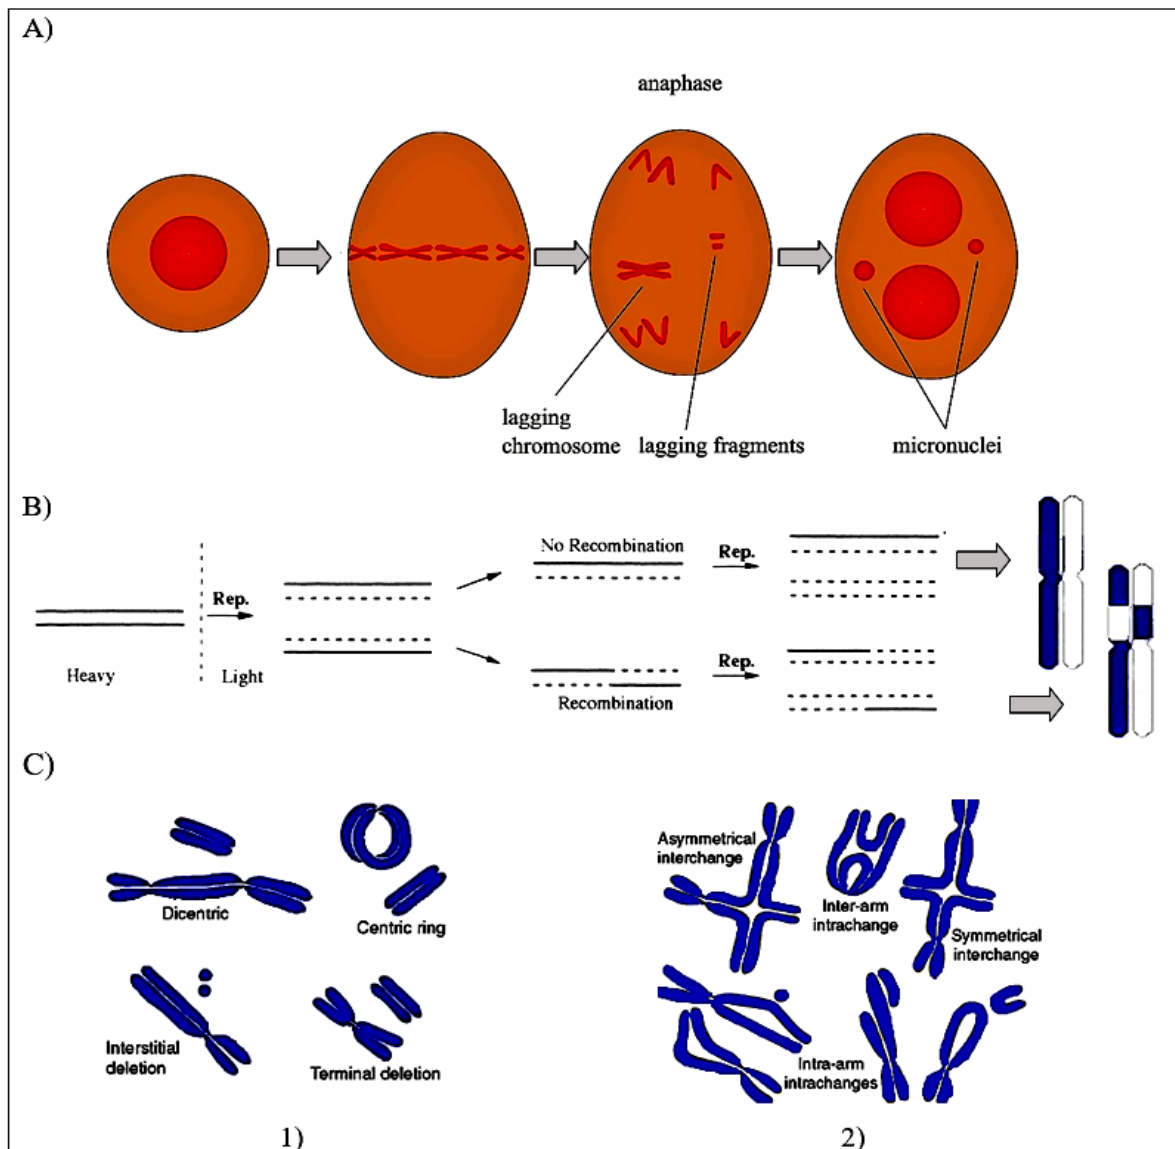 A)
anaphase
lagging
chromosome
lagging fragments
micronuclei
B)
No Recombination
Rep.
Rep.
Heavy
Light
Rep.
Recombination
C)
Asymmetrical
interchange
Inter-arm
intrachange
Dicentric
Centric ring
Symmetrical
interchange
Interstitial
deletion
Terminal deletion
Intra-arm
intrachanges
1)
2)